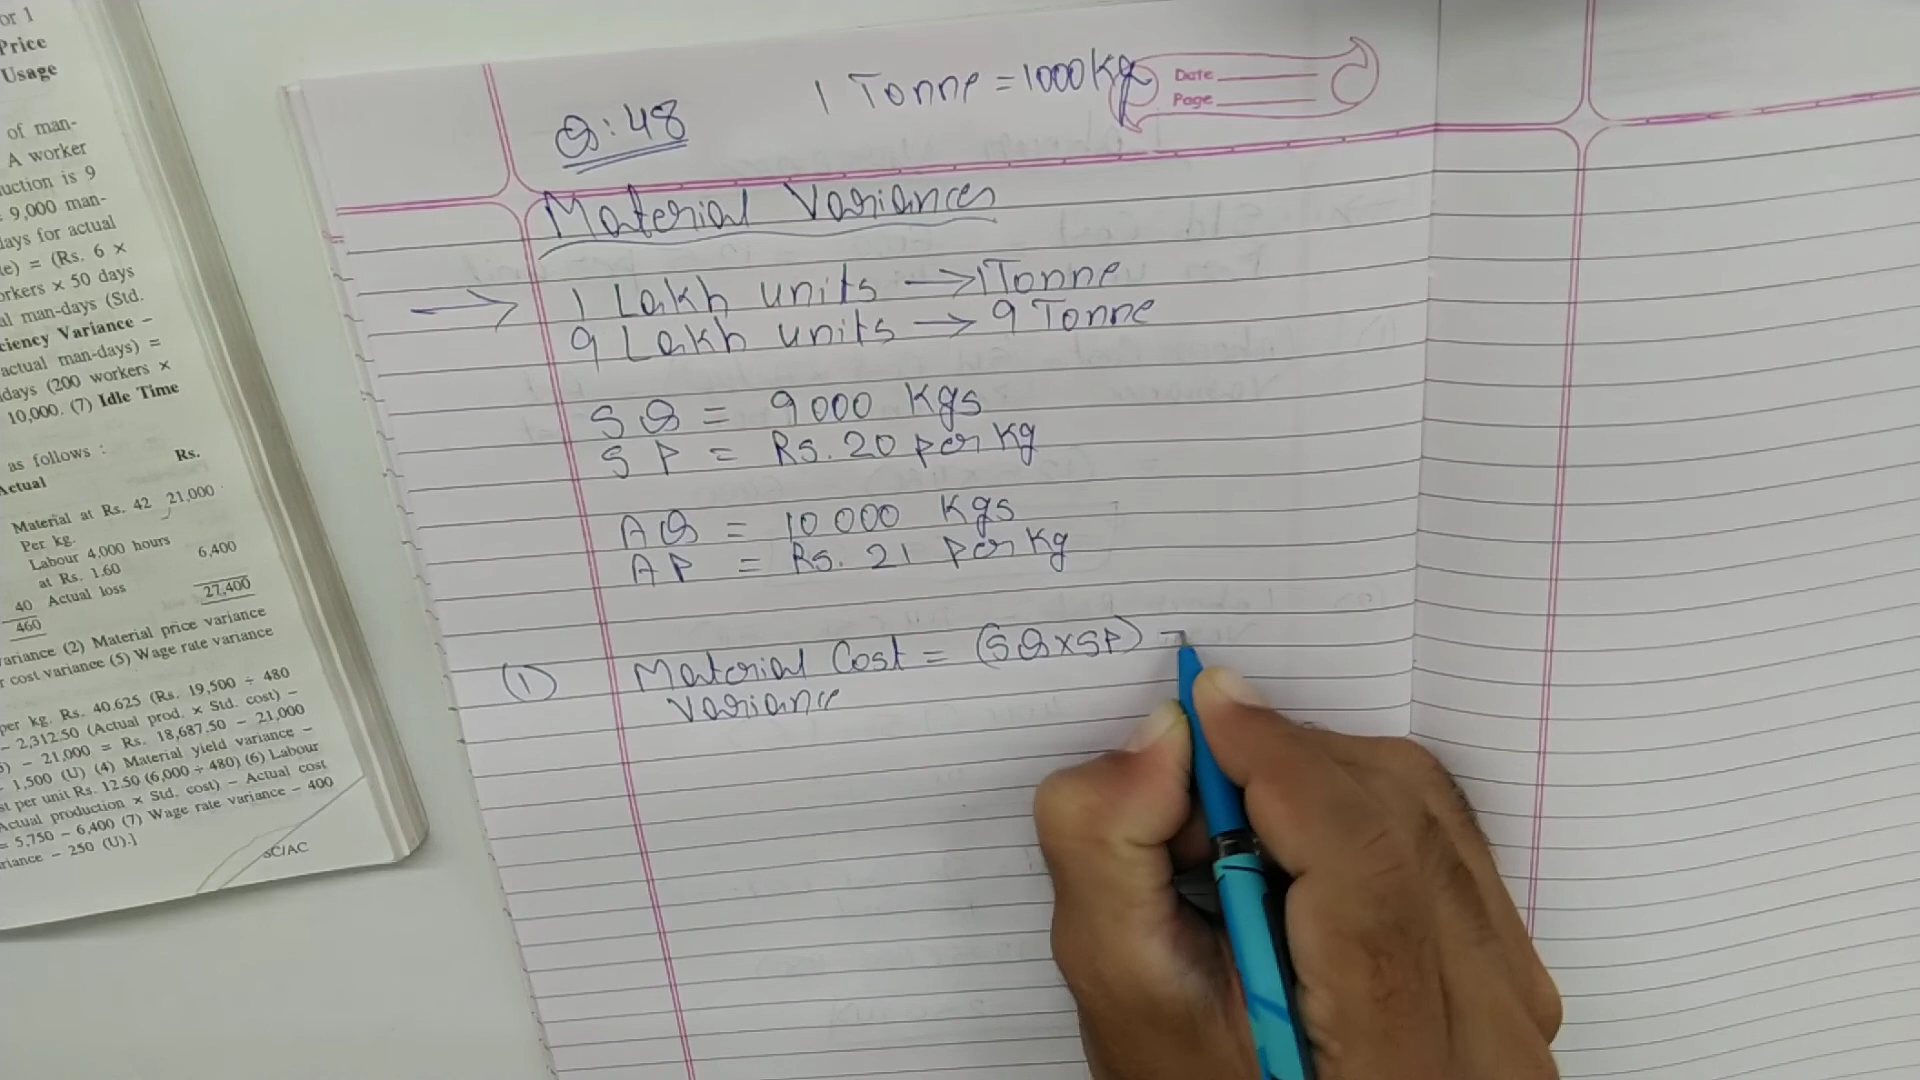 or 1
Price
Usage
of man-
A worker
uction is 9
9,000 man-
days for actual
e) = (Rs. 6 ×
orkers × 50 days
al man-days (Std.
ciency Variance –
actual man-days) =
days (200 workers ×
10,000. (7) Idle Time
as follows :
Rs.
Actual
Material at Rs. 42 21,000
Per kg.
Labour 4,000 hours
at Rs. 1.60 6,400
40 Actual loss
460 27,400
variance (2) Material price variance
r cost variance (5) Wage rate variance
per kg. Rs. 40.625 (Rs. 19,500 ÷ 480
– 2,312.50 (Actual prod. × Std. cost) –
) – 21,000 = Rs. 18,687.50 – 21,000
– 1,500 (U) (4) Material yield variance –
st per unit Rs. 12.50 (6,000 ÷ 480) (6) Labour
Actual production × Std. cost) – Actual cost
= 5,750 – 6,400 (7) Wage rate variance – 400
riance – 250 (U).]
SC/AC
Q:48
1 Tonne = 1000 Kg
Date
Page
Material Variances
1 Lakh units → 1 Tonne
9 Lakh units → 9 Tonne
SQ = 9000 Kgs
SP = Rs. 20 per Kg
AQ = 10 000 Kgs
AP = Rs. 21 per Kg
(1) Material Cost = (SQ×SP) –
Variance